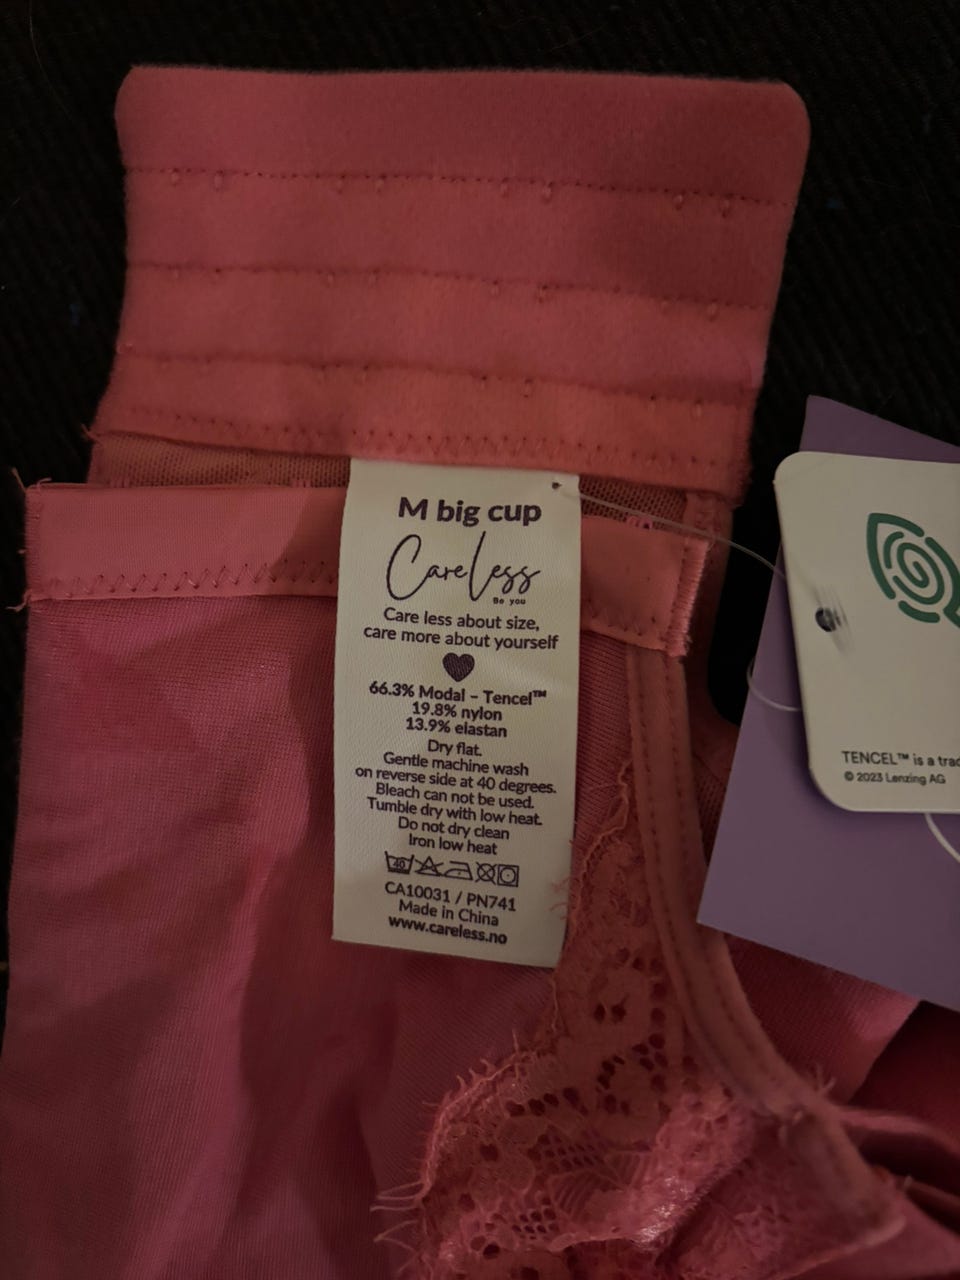 M big cup
CareLess
Be you
Care less about size,
care more about yourself
66.3% Modal – Tencel™
19.8% nylon
13.9% elastan
Dry flat.
Gentle machine wash
on reverse side at 40 degrees.
Bleach can not be used.
Tumble dry with low heat.
Do not dry clean
Iron low heat
40
CA10031 / PN741
Made in China
www.careless.no
TENCEL™ is a
© 2023 Lenzing AG